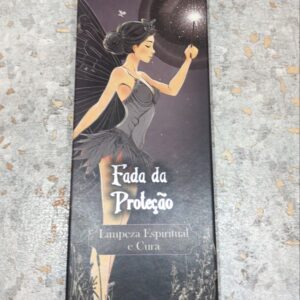 Fada da
Proteção
Limpeza Espiritual
e Cura